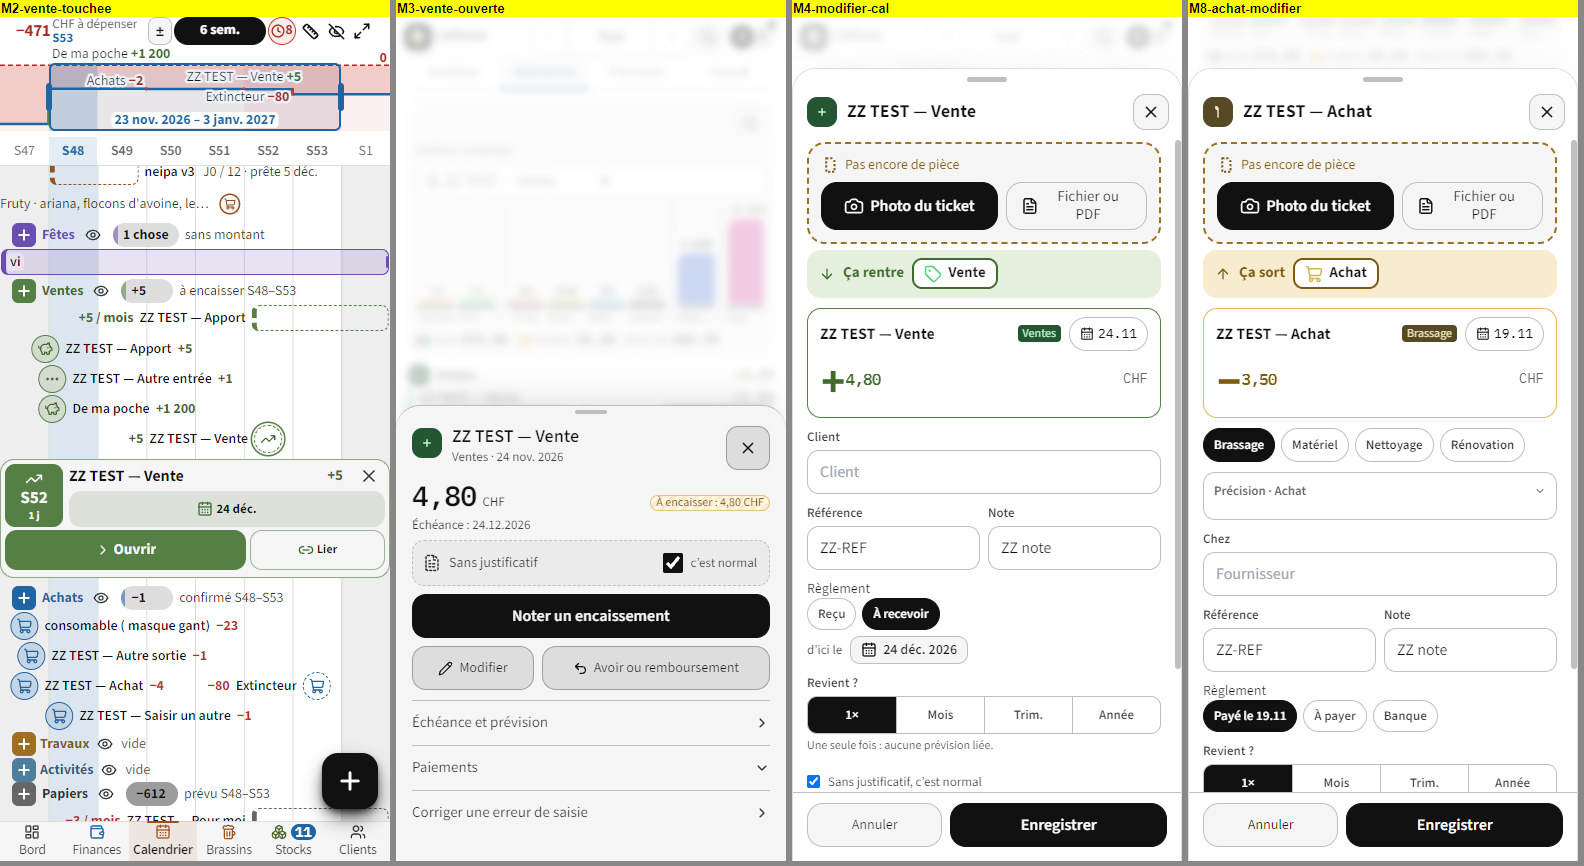 M2-vente-touchee
−471 CHF à dépenser S53
± 6 sem. 8
De ma poche +1 200
0
Achats −2
ZZ TEST — Vente +5
Extincteur −80
23 nov. 2026 – 3 janv. 2027
S47 S48 S49 S50 S51 S52 S53 S1
neipa v3 J0 / 12 · prête 5 déc.
Fruty · ariana, flocons d'avoine, le…
+ Fêtes 1 chose sans montant
vi
+ Ventes +5 à encaisser S48–S53
+5 / mois ZZ TEST — Apport
ZZ TEST — Apport +5
ZZ TEST — Autre entrée +1
De ma poche +1 200
+5 ZZ TEST — Vente
S52
1 j
ZZ TEST — Vente +5
24 déc.
Ouvrir
Lier
+ Achats −1 confirmé S48–S53
consomable ( masque gant) −23
ZZ TEST — Autre sortie −1
ZZ TEST — Achat −4
−80 Extincteur
ZZ TEST — Saisir un autre −1
+ Travaux vide
+ Activités vide
+ Papiers −612 prévu S48–S53
−3 / mois ZZ TEST — Pour moi
+
Bord Finances Calendrier Brassins Stocks 11 Clients
M3-vente-ouverte
+ ZZ TEST — Vente
Ventes · 24 nov. 2026
4,80 CHF
À encaisser : 4,80 CHF
Échéance : 24.12.2026
Sans justificatif
c'est normal
Noter un encaissement
Modifier
Avoir ou remboursement
Échéance et prévision
Paiements
Corriger une erreur de saisie
M4-modifier-cal
+ ZZ TEST — Vente
Pas encore de pièce
Photo du ticket
Fichier ou PDF
Ça rentre Vente
ZZ TEST — Vente Ventes 24.11
+4,80 CHF
Client
Client
Référence Note
ZZ-REF ZZ note
Règlement
Reçu À recevoir
d'ici le 24 déc. 2026
Revient ?
1× Mois Trim. Année
Une seule fois : aucune prévision liée.
Sans justificatif, c'est normal
Annuler Enregistrer
M8-achat-modifier
ZZ TEST — Achat
Pas encore de pièce
Photo du ticket
Fichier ou PDF
Ça sort Achat
ZZ TEST — Achat Brassage 19.11
−3,50 CHF
Brassage Matériel Nettoyage Rénovation
Précision · Achat
Chez
Fournisseur
Référence Note
ZZ-REF ZZ note
Règlement
Payé le 19.11 À payer Banque
Revient ?
1× Mois Trim. Année
Annuler Enregistrer